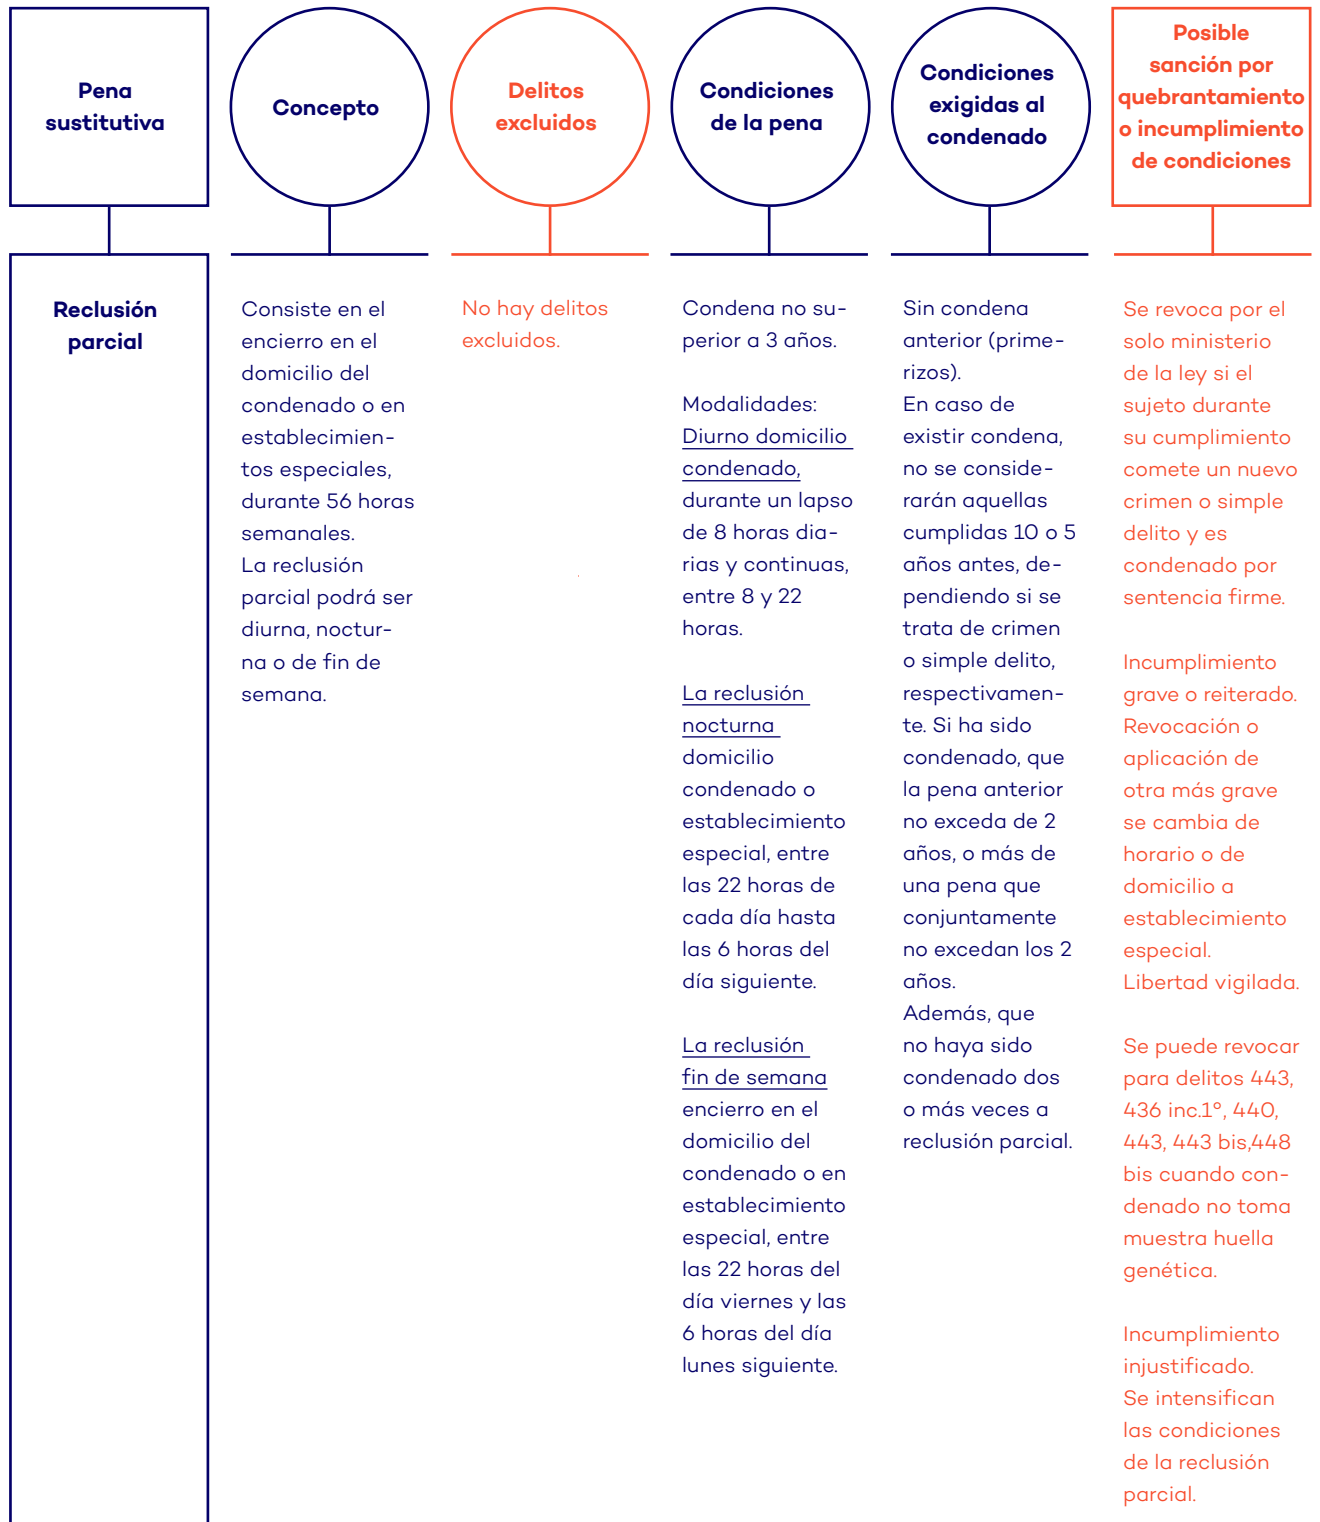 Pena
sustitutiva
Concepto
Delitos
excluidos
Condiciones
de la pena
Condiciones
exigidas al
condenado
Posible
sanción por
quebrantamiento
o incumplimiento
de condiciones
Reclusión
parcial
Consiste en el
encierro en el
domicilio del
condenado o en
establecimien-
tos especiales,
durante 56 horas
semanales.
La reclusión
parcial podrá ser
diurna, noctur-
na o de fin de
semana.
No hay delitos
excluidos.
Condena no su-
perior a 3 años.
Modalidades:
Diurno domicilio
condenado,
durante un lapso
de 8 horas dia-
rias y continuas,
entre 8 y 22
horas.
La reclusión
nocturna
domicilio
condenado o
establecimiento
especial, entre
las 22 horas de
cada día hasta
las 6 horas del
día siguiente.
La reclusión
fin de semana
encierro en el
domicilio del
condenado o en
establecimiento
especial, entre
las 22 horas del
día viernes y las
6 horas del día
lunes siguiente.
Sin condena
anterior (prime-
rizos).
En caso de
existir condena,
no se conside-
rarán aquellas
cumplidas 10 o 5
años antes, de-
pendiendo si se
trata de crimen
o simple delito,
respectivamen-
te. Si ha sido
condenado, que
la pena anterior
no exceda de 2
años, o más de
una pena que
conjuntamente
no excedan los 2
años.
Además, que
no haya sido
condenado dos
o más veces a
reclusión parcial.
Se revoca por el
solo ministerio
de la ley si el
sujeto durante
su cumplimiento
comete un nuevo
crimen o simple
delito y es
condenado por
sentencia firme.
Incumplimiento
grave o reiterado.
Revocación o
aplicación de
otra más grave
se cambia de
horario o de
domicilio a
establecimiento
especial.
Libertad vigilada.
Se puede revocar
para delitos 443,
436 inc.1°, 440,
443, 443 bis,448
bis cuando con-
denado no toma
muestra huella
genética.
Incumplimiento
injustificado.
Se intensifican
las condiciones
de la reclusión
parcial.